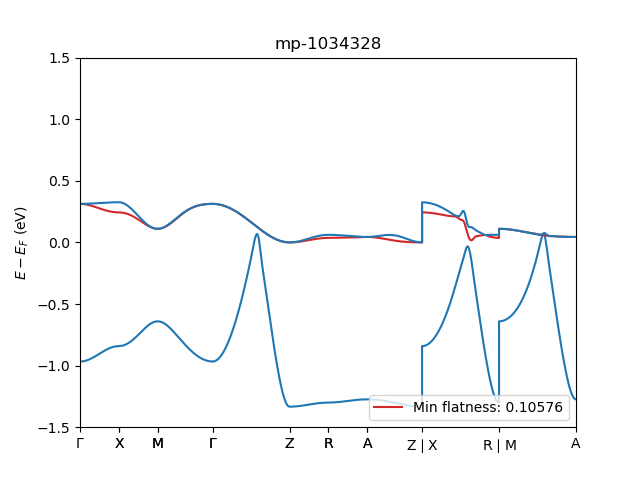 mp-1034328
E − E_F (eV)
1.5
1.0
0.5
0.0
−0.5
−1.0
−1.5
Min flatness: 0.10576
Γ X M Γ Z R A Z | X R | M A